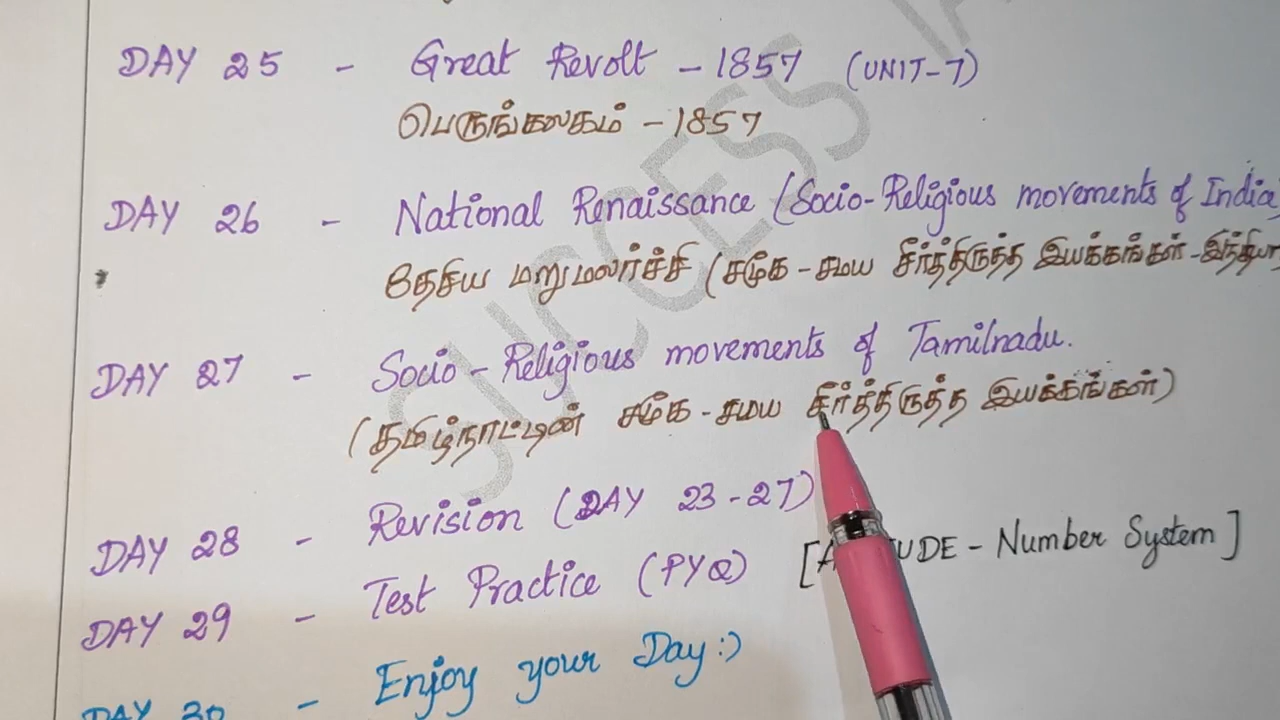 DAY 25 - Great Revolt - 1857 (UNIT-7)
பெருங்கலகம் - 1857
DAY 26 - National Renaissance (Socio-Religious movements of India)
தேசிய மறுமலர்ச்சி (சமூக - சமய சீர்த்திருத்த இயக்கங்கள் - இந்தியா)
DAY 27 - Socio-Religious movements of Tamilnadu.
(தமிழ்நாட்டின் சமூக - சமய சீர்த்திருத்த இயக்கங்கள்)
DAY 28 - Revision (DAY 23-27)
DAY 29 - Test Practice (PYQ) - Number System]
DAY 30 - Enjoy your Day :)
SUCCESS